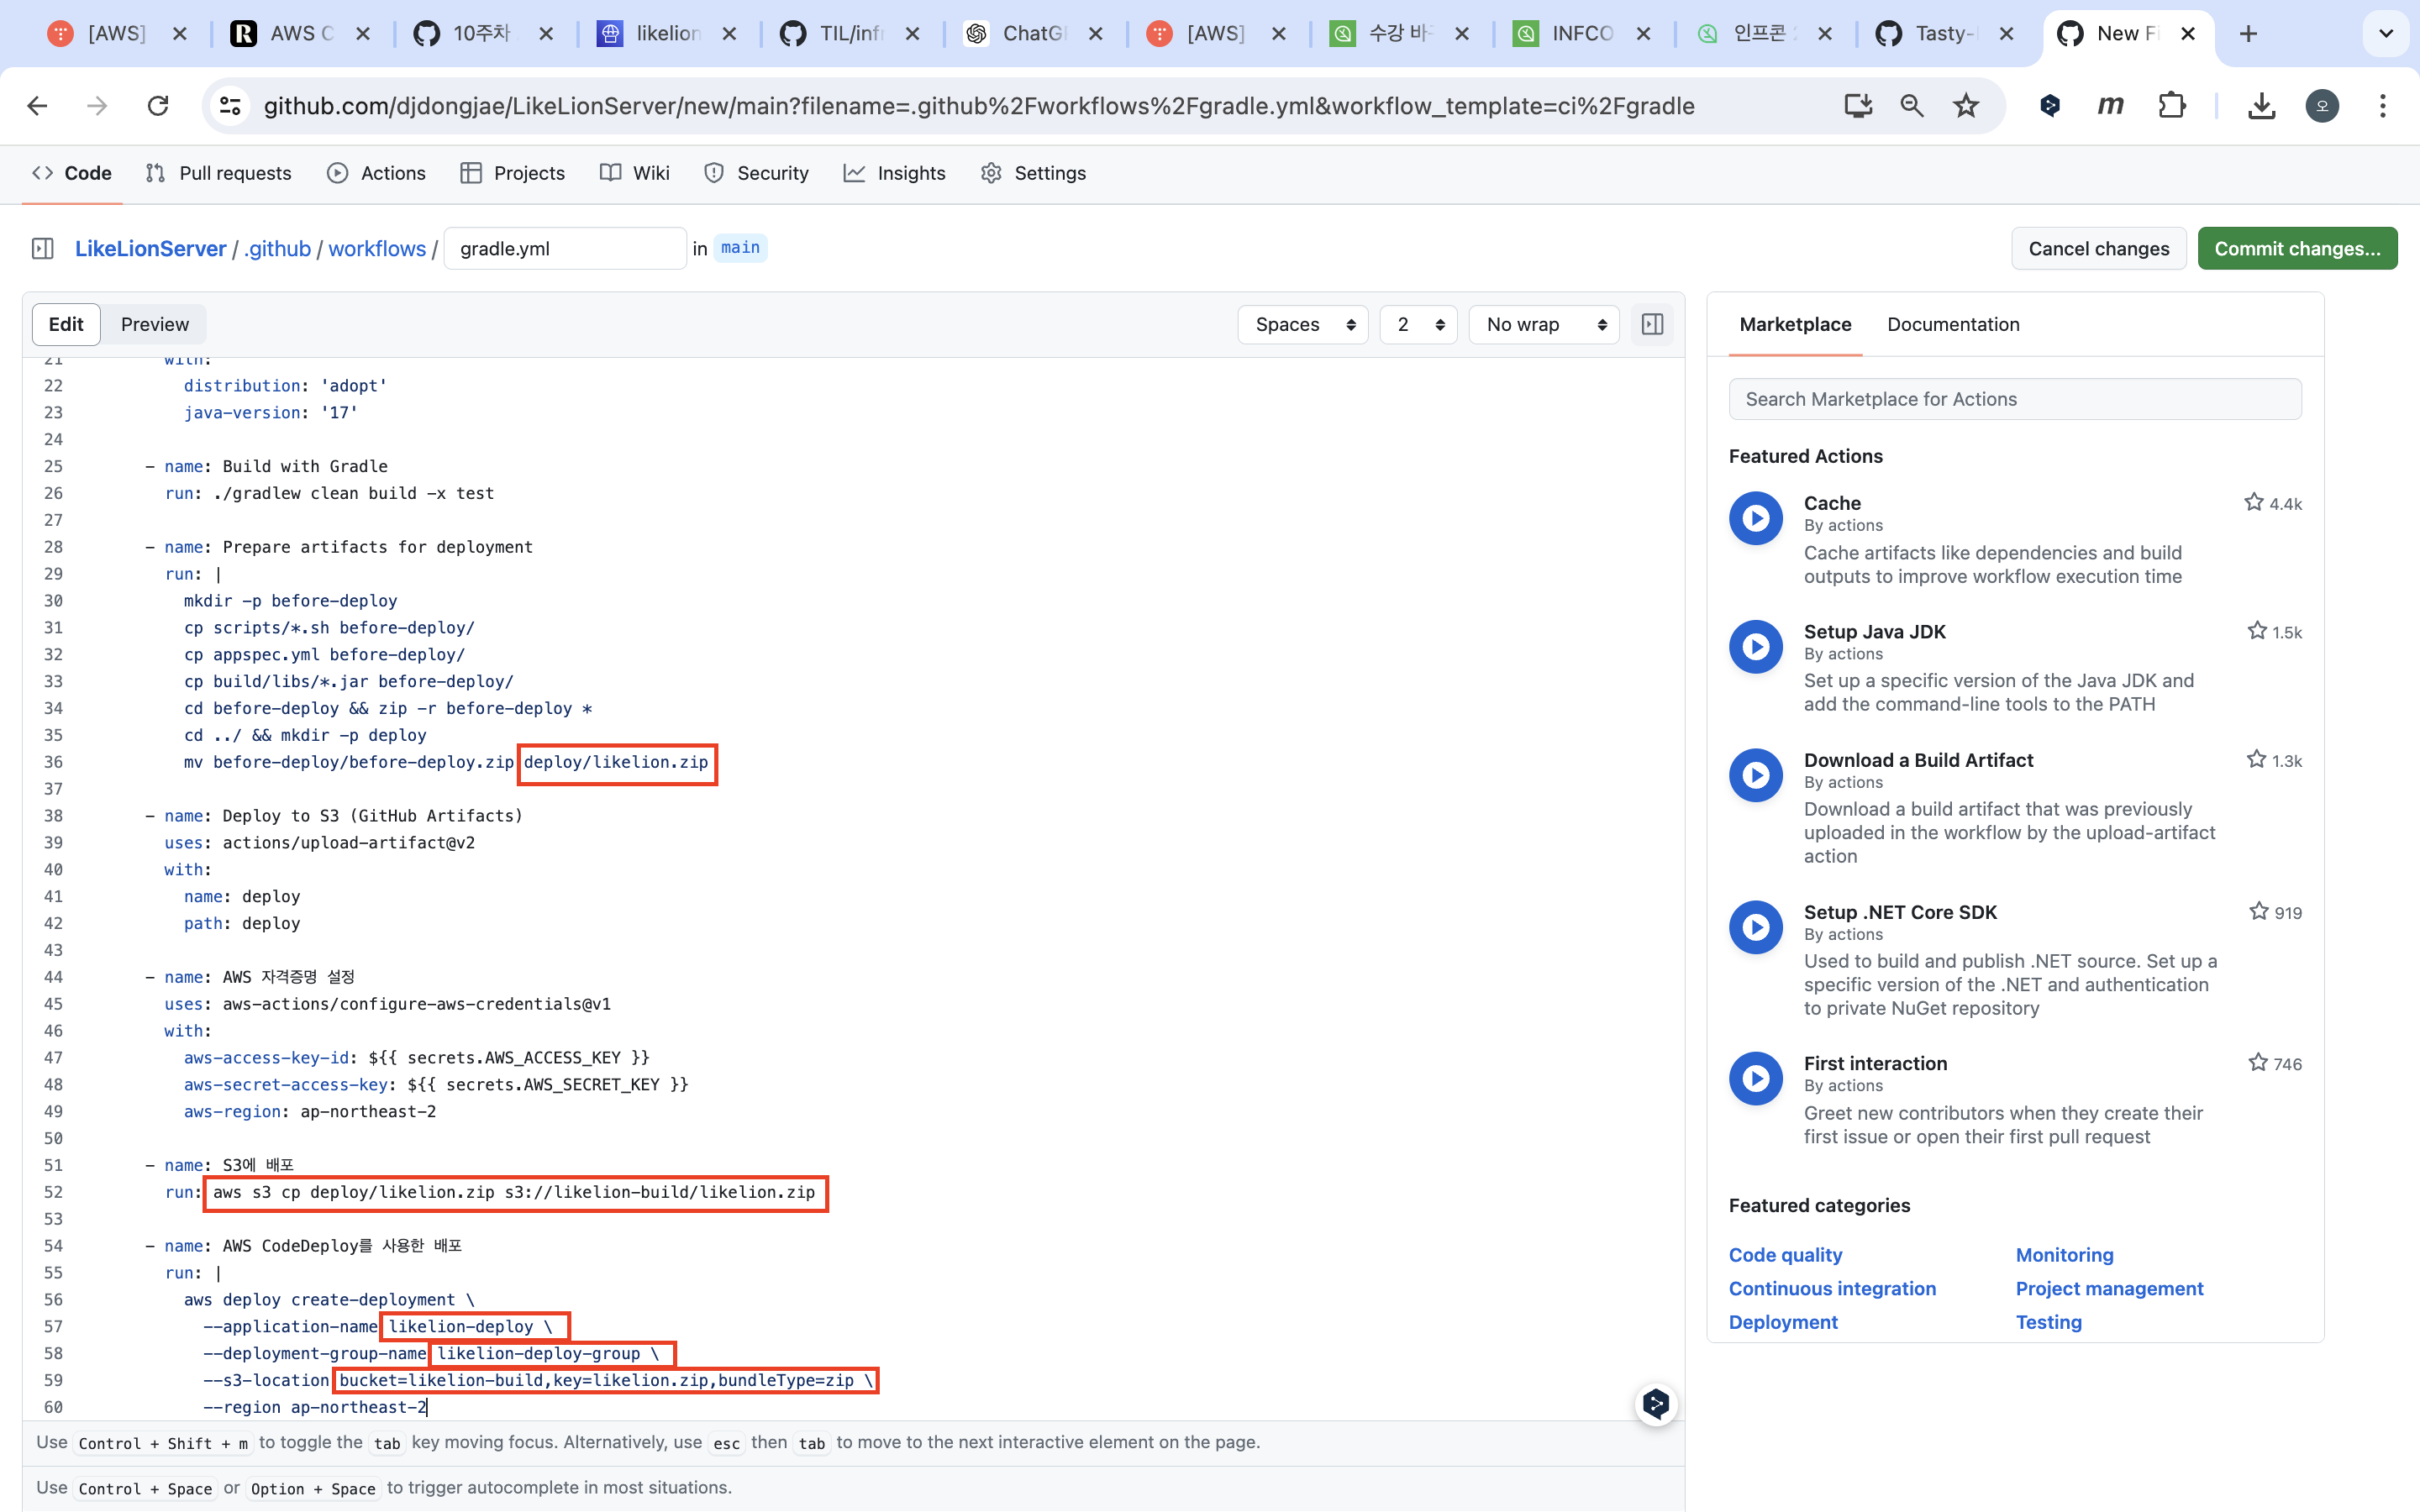 [AWS]
AWS C
10주차
likelion
TIL/infr
ChatGI
[AWS]
수강 바
INFCO
인프콘
Tasty-
New Fi
github.com/djdongjae/LikeLionServer/new/main?filename=.github%2Fworkflows%2Fgradle.yml&workflow_template=ci%2Fgradle
m
오
Code
Pull requests
Actions
Projects
Wiki
Security
Insights
Settings
LikeLionServer / .github / workflows / gradle.yml in main
Cancel changes
Commit changes...
Edit
Preview
Spaces
2
No wrap
21 with:
22 distribution: 'adopt'
23 java-version: '17'
24
25 - name: Build with Gradle
26 run: ./gradlew clean build -x test
27
28 - name: Prepare artifacts for deployment
29 run: |
30 mkdir -p before-deploy
31 cp scripts/*.sh before-deploy/
32 cp appspec.yml before-deploy/
33 cp build/libs/*.jar before-deploy/
34 cd before-deploy && zip -r before-deploy *
35 cd ../ && mkdir -p deploy
36 mv before-deploy/before-deploy.zip deploy/likelion.zip
37
38 - name: Deploy to S3 (GitHub Artifacts)
39 uses: actions/upload-artifact@v2
40 with:
41 name: deploy
42 path: deploy
43
44 - name: AWS 자격증명 설정
45 uses: aws-actions/configure-aws-credentials@v1
46 with:
47 aws-access-key-id: ${{ secrets.AWS_ACCESS_KEY }}
48 aws-secret-access-key: ${{ secrets.AWS_SECRET_KEY }}
49 aws-region: ap-northeast-2
50
51 - name: S3에 배포
52 run: aws s3 cp deploy/likelion.zip s3://likelion-build/likelion.zip
53
54 - name: AWS CodeDeploy를 사용한 배포
55 run: |
56 aws deploy create-deployment \
57 --application-name likelion-deploy \
58 --deployment-group-name likelion-deploy-group \
59 --s3-location bucket=likelion-build,key=likelion.zip,bundleType=zip \
60 --region ap-northeast-2
Use Control + Shift + m to toggle the tab key moving focus. Alternatively, use esc then tab to move to the next interactive element on the page.
Use Control + Space or Option + Space to trigger autocomplete in most situations.
Marketplace
Documentation
Search Marketplace for Actions
Featured Actions
Cache
4.4k
By actions
Cache artifacts like dependencies and build
outputs to improve workflow execution time
Setup Java JDK
1.5k
By actions
Set up a specific version of the Java JDK and
add the command-line tools to the PATH
Download a Build Artifact
1.3k
By actions
Download a build artifact that was previously
uploaded in the workflow by the upload-artifact
action
Setup .NET Core SDK
919
By actions
Used to build and publish .NET source. Set up a
specific version of the .NET and authentication
to private NuGet repository
First interaction
746
By actions
Greet new contributors when they create their
first issue or open their first pull request
Featured categories
Code quality
Monitoring
Continuous integration
Project management
Deployment
Testing